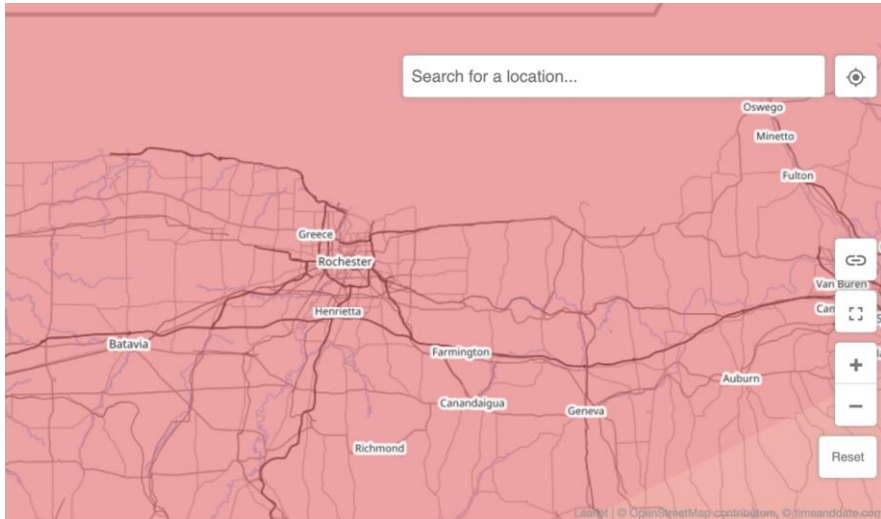 Search for a location...
Oswego
Minetto
Fulton
Greece
Rochester
Van Buren
Henrietta
Batavia
Farmington
Auburn
Canandaigua
Geneva
Richmond
Reset
Leaflet | © OpenStreetMap contributors, © timeanddate.com